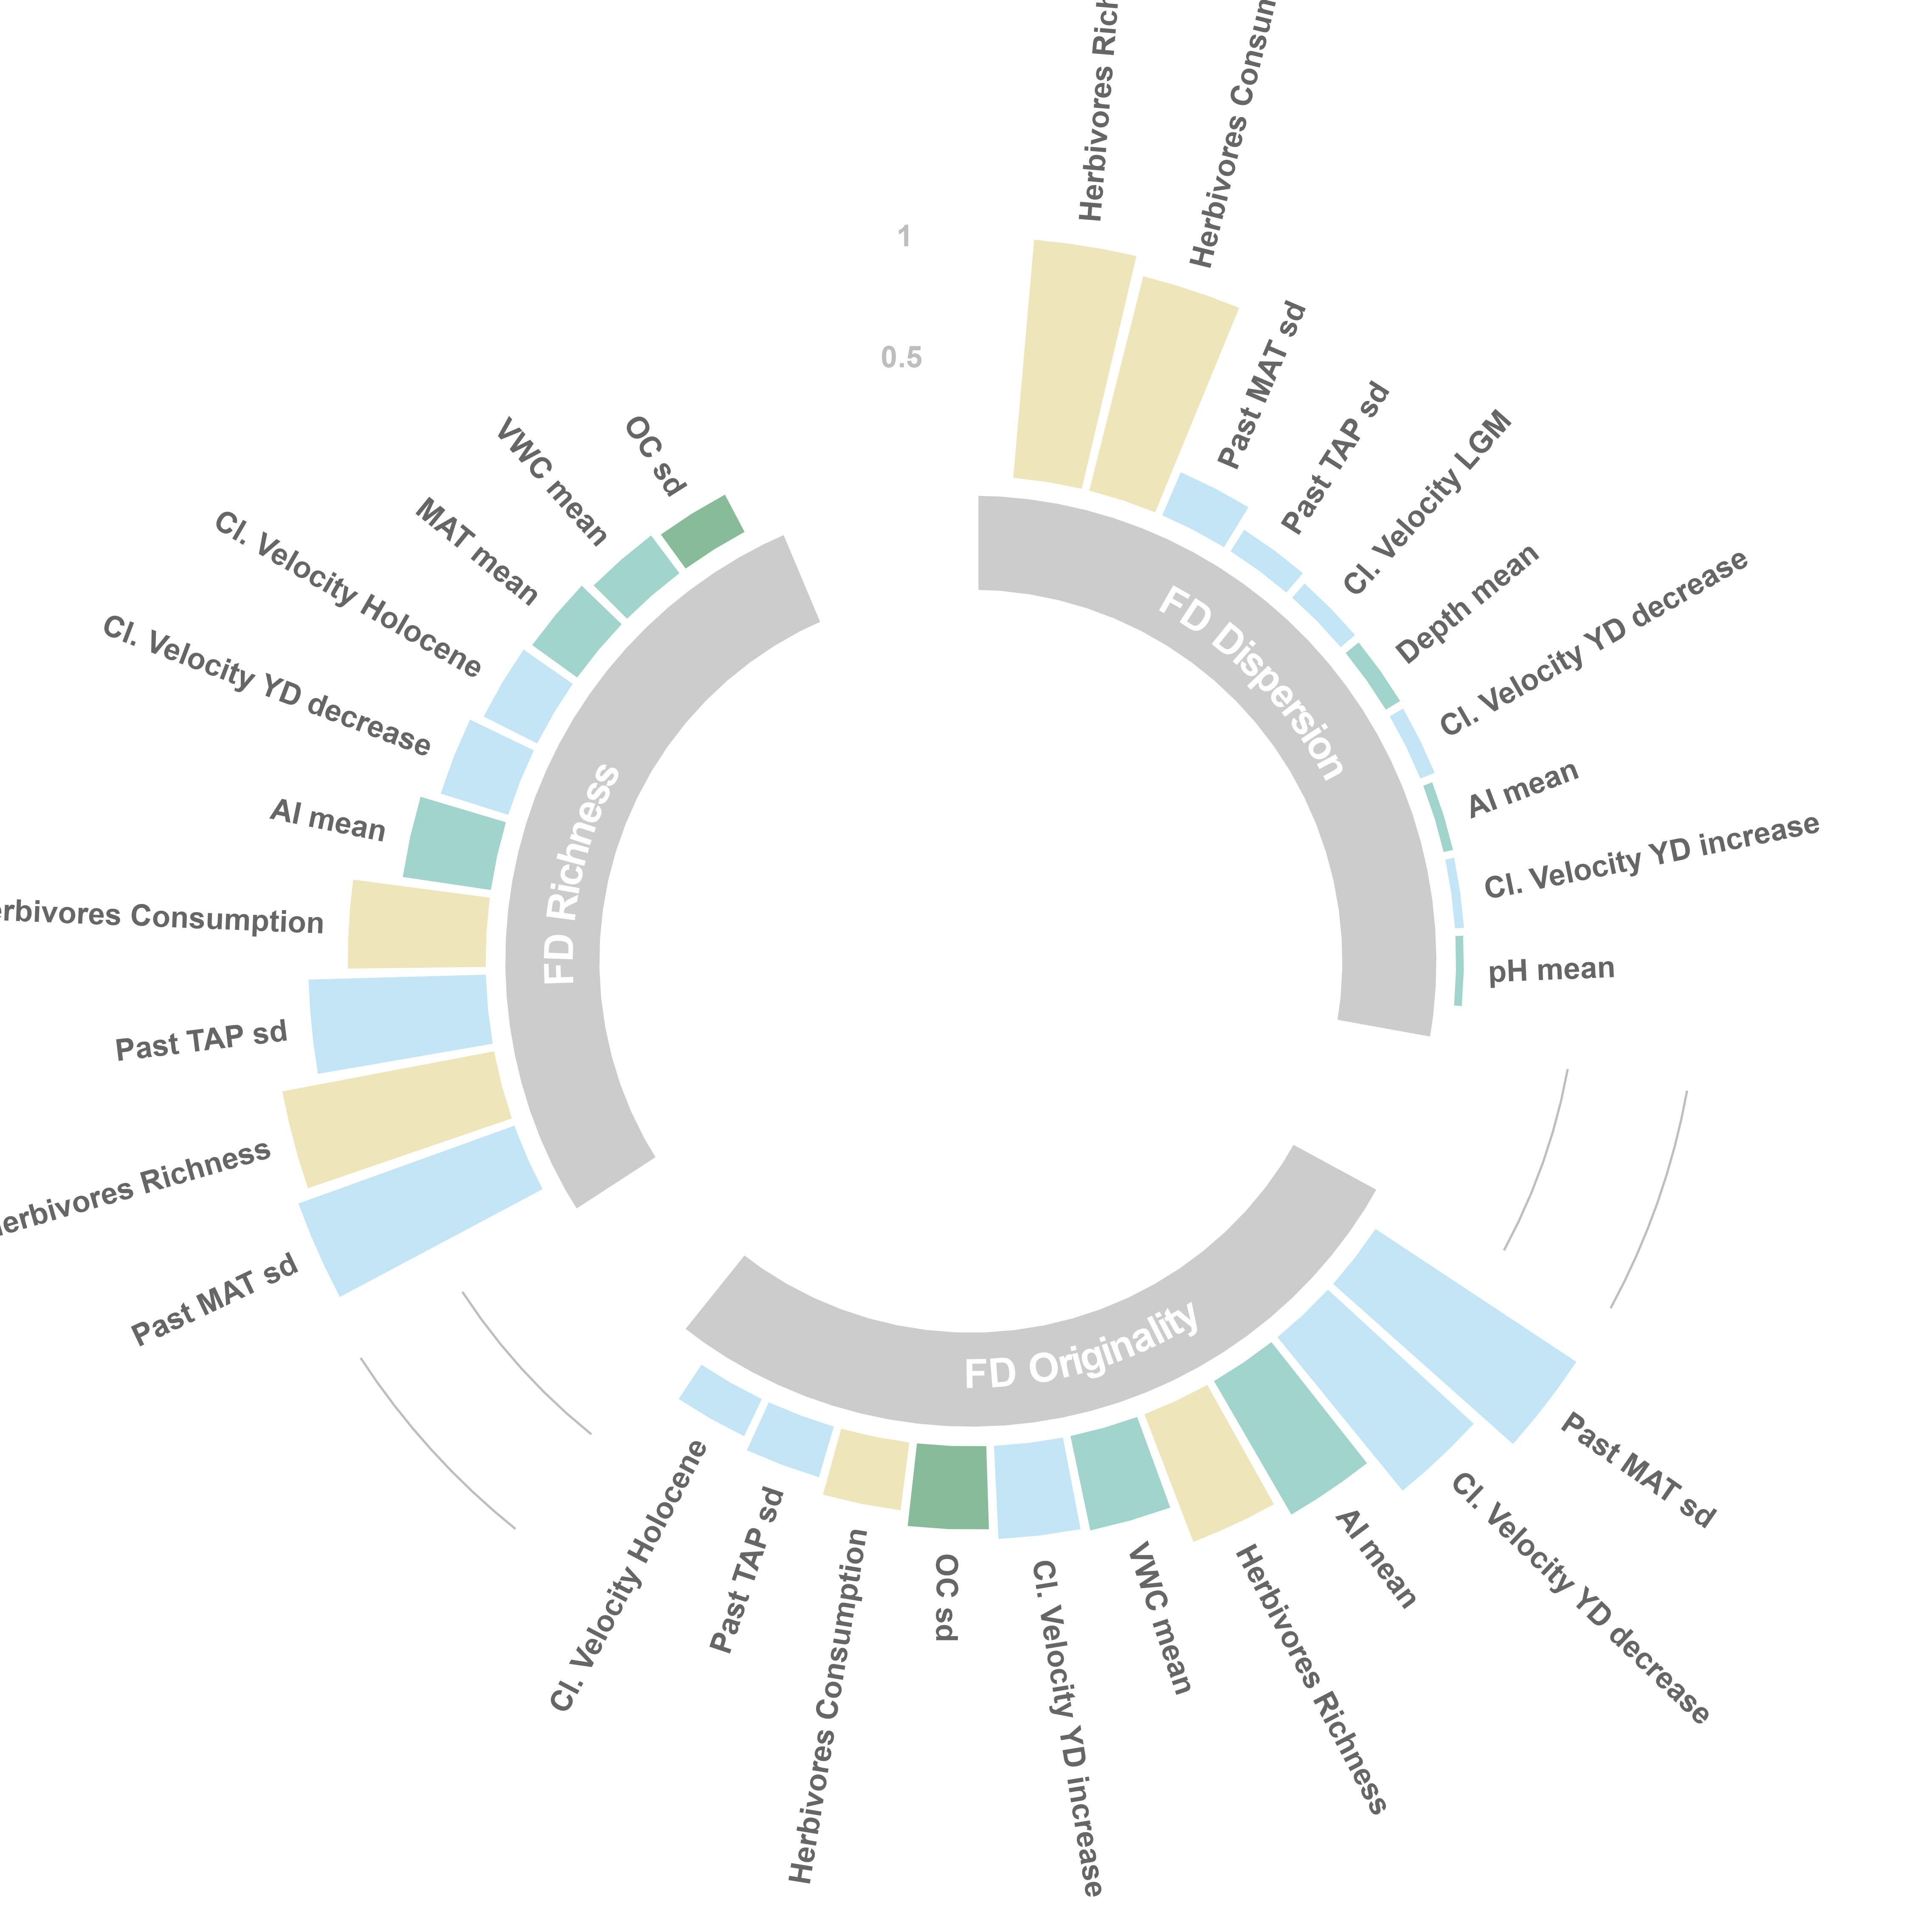 1
0.5
Herbivores Rich
Herbivores Consum
Past MAT sd
Past TAP sd
Cl. Velocity LGM
Depth mean
Cl. Velocity YD decrease
AI mean
Cl. Velocity YD increase
pH mean
FD Dispersion
Past MAT sd
Cl. Velocity YD decrease
AI mean
Herbivores Richness
VWC mean
Cl. Velocity YD increase
OC sd
Herbivores Consumption
Past TAP sd
Cl. Velocity Holocene
FD Originality
Past MAT sd
erbivores Richness
Past TAP sd
rbivores Consumption
AI mean
Cl. Velocity YD decrease
Cl. Velocity Holocene
MAT mean
VWC mean
OC sd
FD Richness